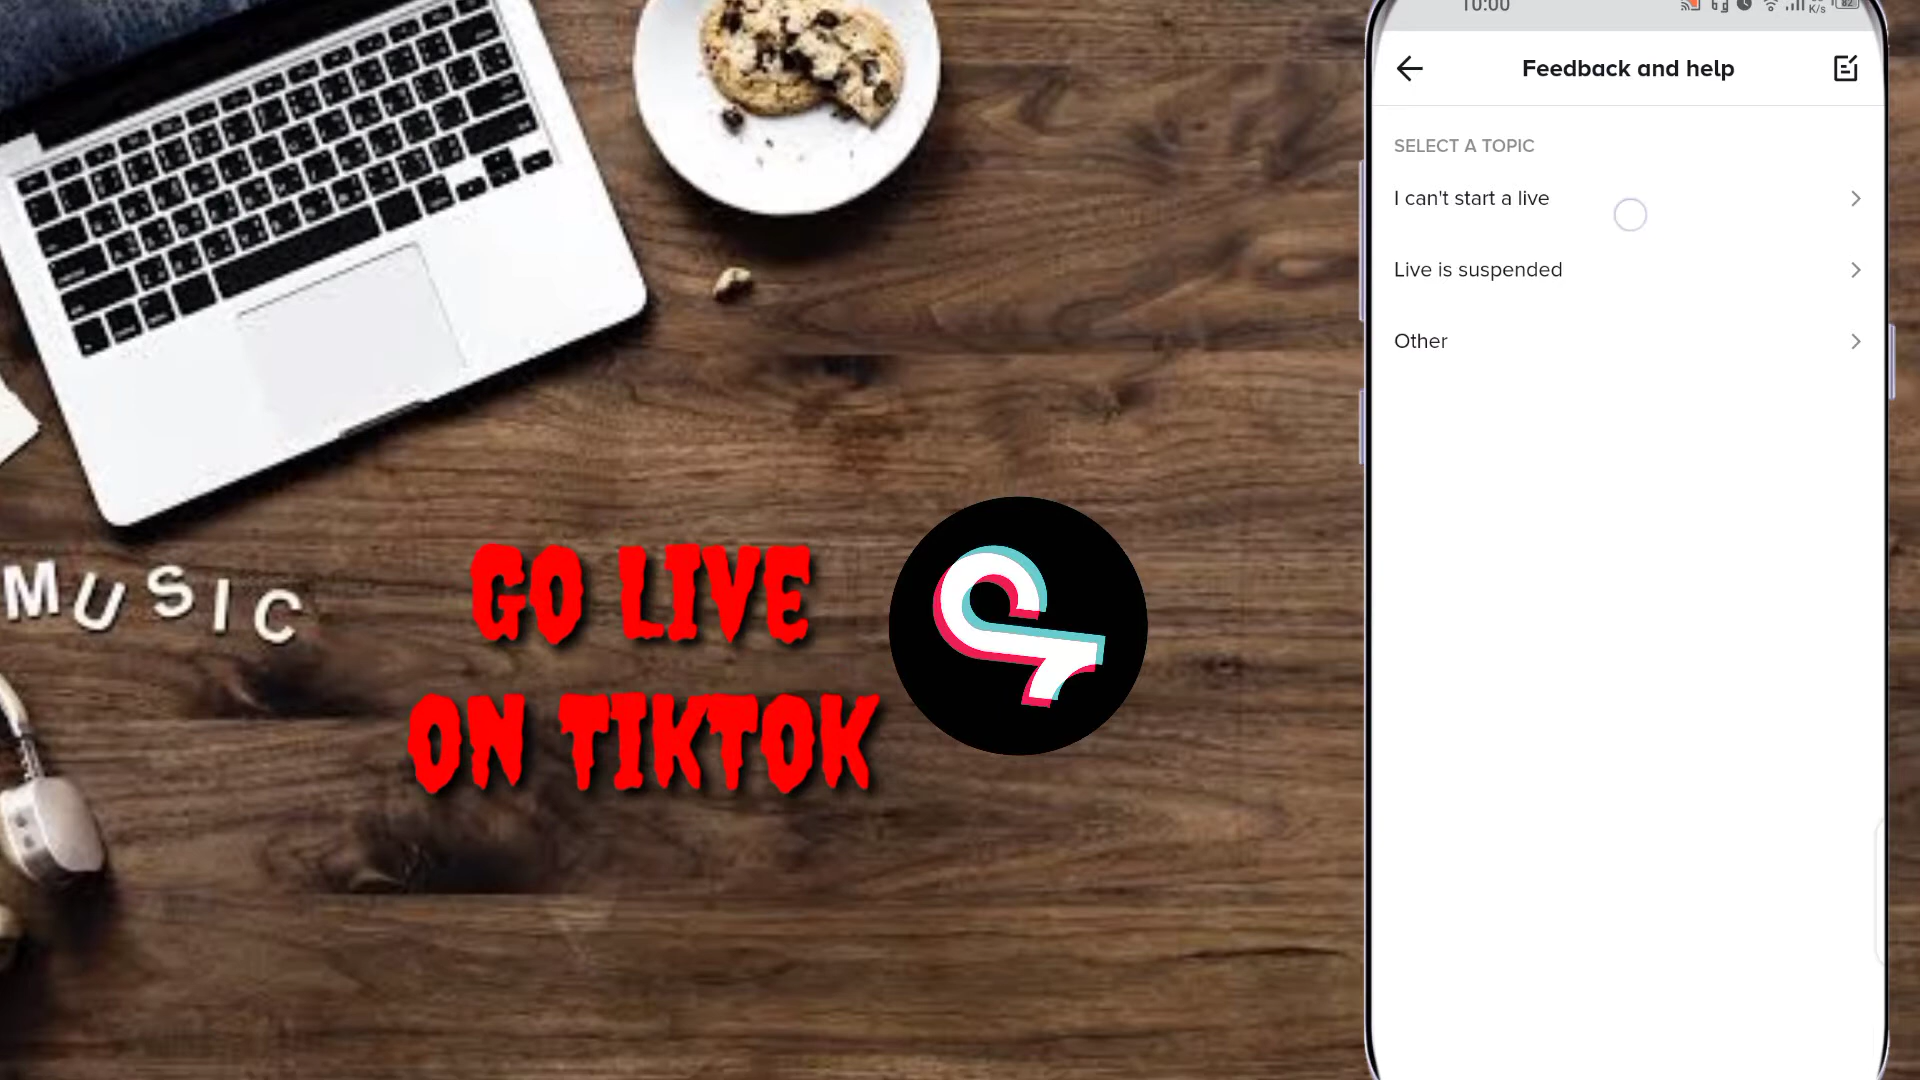 10:00
K/s
82
Feedback and help
SELECT A TOPIC
I can't start a live
Live is suspended
Other
MUSIC
GO LIVE
ON TIKTOK